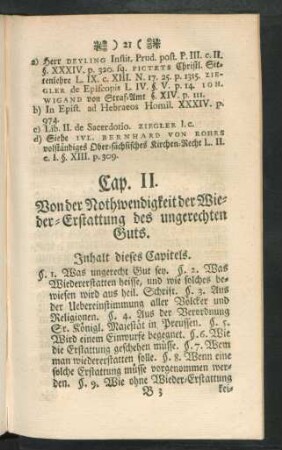 ) 21 (
a) Herr DEYLING Instit. Prud. post. P. III. c. II.
§. XXXIV. p. 320. sq. PICTETS Christl. Sit-
tenlehre L. IX. c. XIII. N. 17. 25. p. 1315. ZIE-
GLER de Episcopis L. IV. §. V. p. 14. IOH.
WIGAND von Straf-Amt §. XIV. p. 111.
b) In Epist. ad Hebraeos Homil. XXXIV. p.
974.
c) Lib. II. de Sacerdotio. ZIEGLER l. c.
d) Siehe IVL. BERNHARD VON ROHRS
vollständiges Ober-sächsisches Kirchen-Recht L. II.
c. I. §. XIII. p. 309.
Cap. II.
Von der Nothwendigkeit der Wie-
der-Erstattung des ungerechten
Guts.
Inhalt dieses Capitels.
§. 1. Was ungerecht Gut sey. §. 2. Was
Wiedererstatten heisse, und wie solches be-
wiesen wird aus heil. Schrift. §. 3. Aus
der Uebereinstimmung aller Völcker und
Religionen. §. 4. Aus der Verordnung
Sr. Königl. Majestät in Preussen. §. 5.
Wird einem Einwurfe begegnet. §. 6. Wie
die Erstattung geschehen müsse. §. 7. Wem
man wiedererstatten solle. §. 8. Wenn eine
solche Erstattung müsse vorgenommen wer-
den. §. 9. Wie ohne Wieder-Erstattung
B 3 kei-